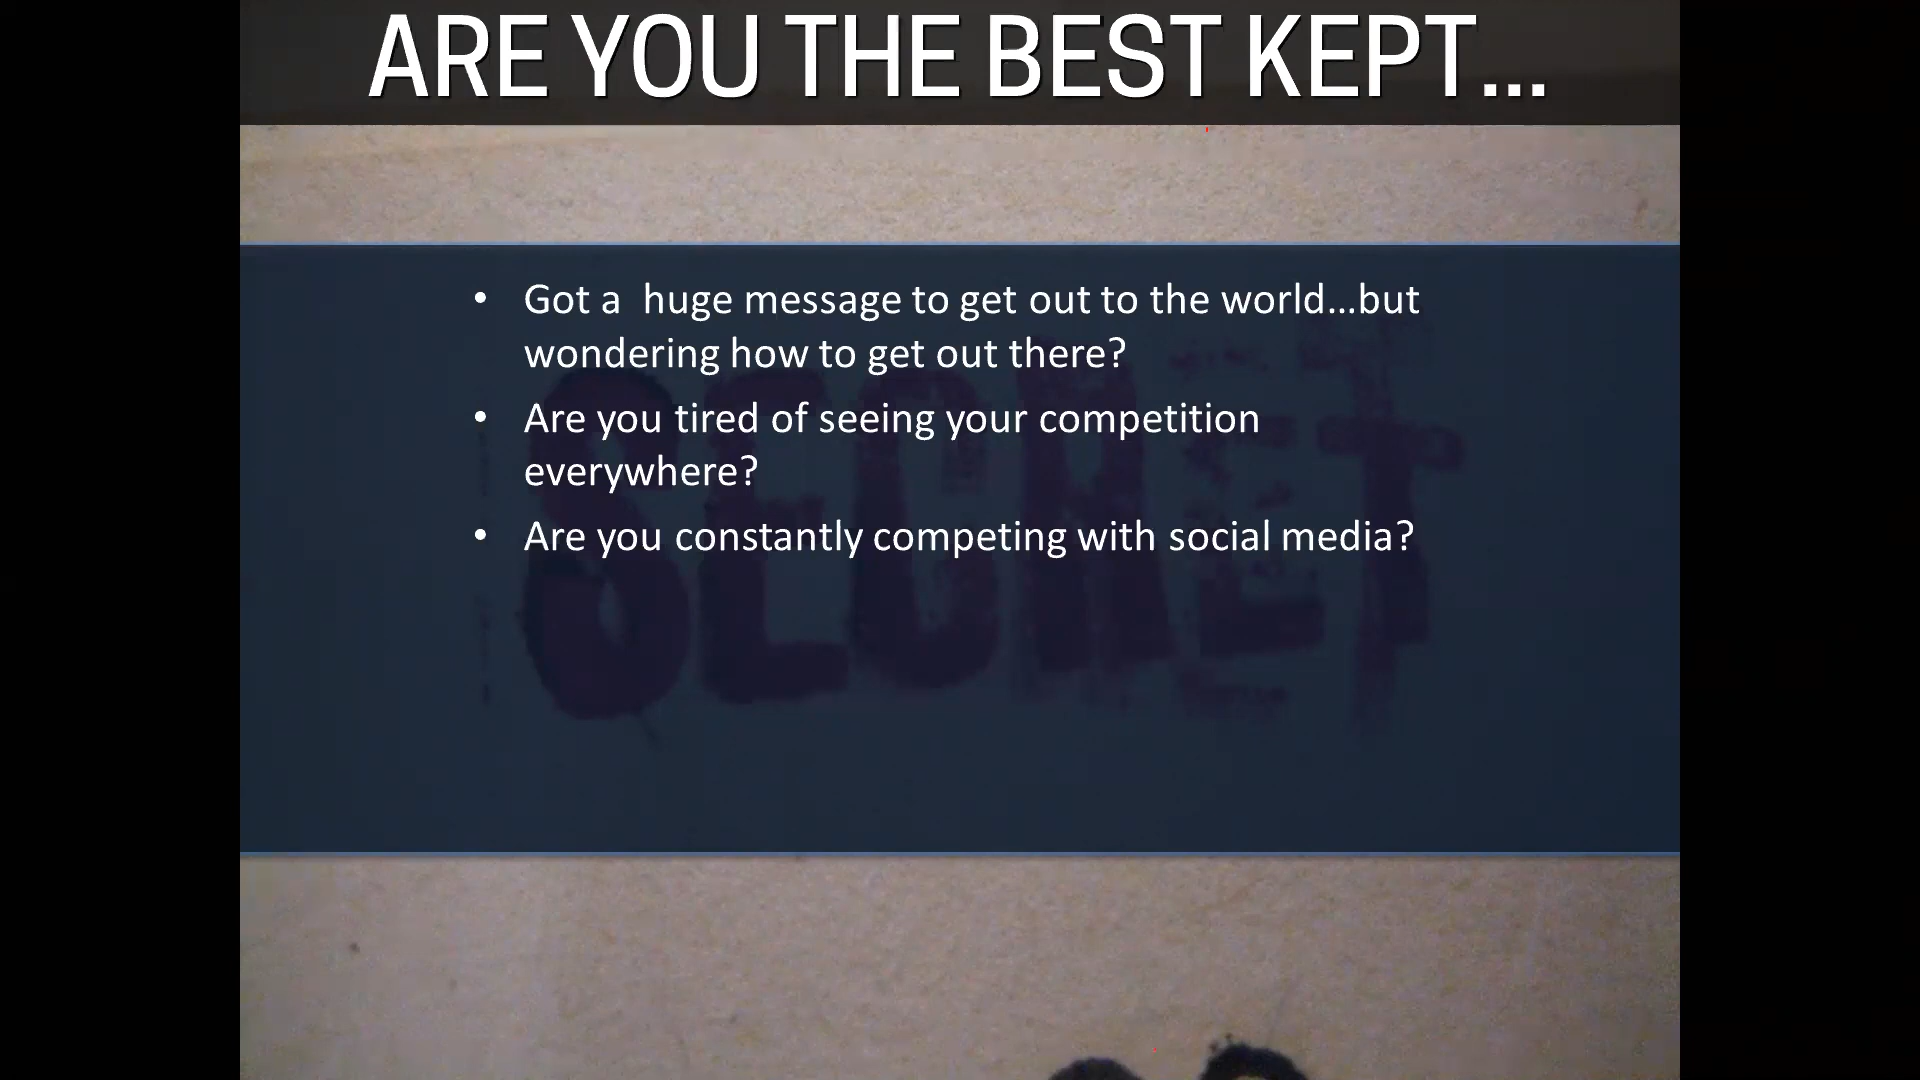 ARE YOU THE BEST KEPT...
• Got a  huge message to get out to the world...but
wondering how to get out there?
• Are you tired of seeing your competition
everywhere?
• Are you constantly competing with social media?
SECRET